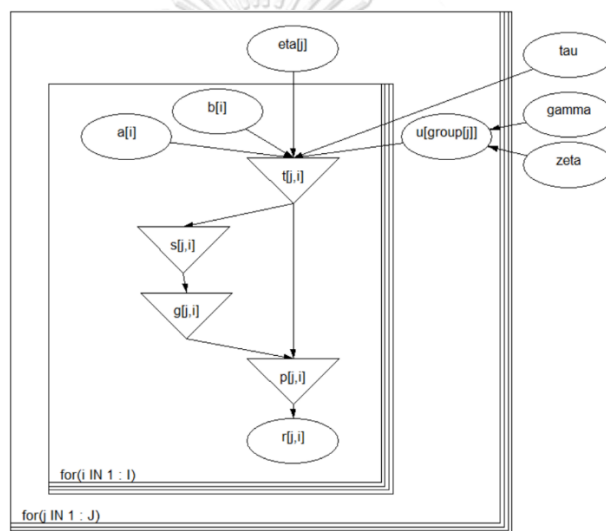 eta[j]
tau
b[i]
gamma
a[i]
u[group[j]]
zeta
t[j,i]
s[j,i]
g[j,i]
p[j,i]
r[j,i]
for(i IN 1 : I)
for(j IN 1 : J)